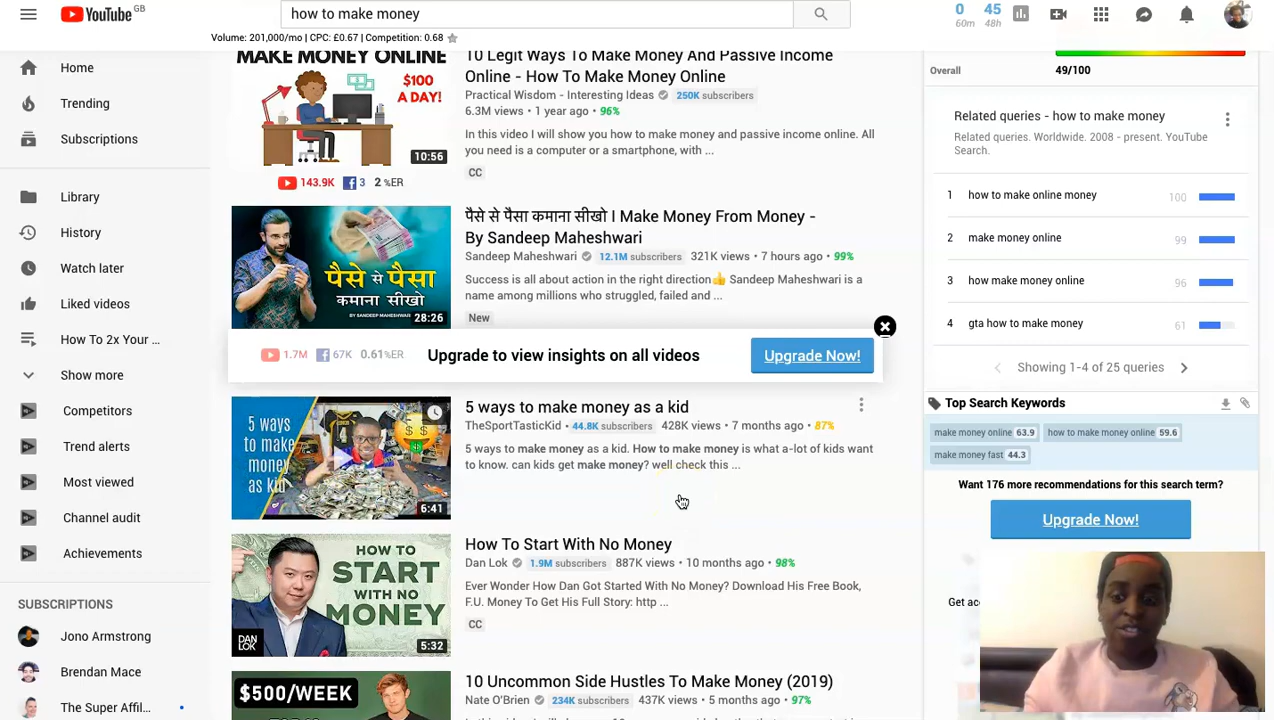 YouTube GB
how to make money
0 45
60m 48h
Volume: 201,000/mo | CPC: £0.67 | Competition: 0.68
Home
Trending
Subscriptions
Library
History
Watch later
Liked videos
How To 2x Your ...
Show more
Competitors
Trend alerts
Most viewed
Channel audit
Achievements
SUBSCRIPTIONS
Jono Armstrong
Brendan Mace
The Super Affil...
MAKE MONEY ONLINE
$100
A DAY!
10:56
143.9K 3 2 %ER
10 Legit Ways To Make Money And Passive Income
Online - How To Make Money Online
Practical Wisdom - Interesting Ideas 250K subscribers
6.3M views • 1 year ago • 96%
In this video I will show you how to make money and passive income online. All
you need is a computer or a smartphone, with ...
CC
पैसे से पैसा
कमाना सीखो
BY SANDEEP MAHESHWARI
28:26
पैसे से पैसा कमाना सीखो I Make Money From Money -
By Sandeep Maheshwari
Sandeep Maheshwari 12.1M subscribers 321K views • 7 hours ago • 99%
Success is all about action in the right direction👍 Sandeep Maheshwari is a
name among millions who struggled, failed and ...
New
1.7M 67K 0.61%ER
Upgrade to view insights on all videos
Upgrade Now!
5 ways
to make
money
as kid
6:41
5 ways to make money as a kid
TheSportTasticKid • 44.8K subscribers 428K views • 7 months ago • 87%
5 ways to make money as a kid. How to make money is what a-lot of kids want
to know. can kids get make money? well check this ...
HOW TO
START
WITH NO
MONEY
DAN
LOK
5:32
How To Start With No Money
Dan Lok 1.9M subscribers 887K views • 10 months ago • 98%
Ever Wonder How Dan Got Started With No Money? Download His Free Book,
F.U. Money To Get His Full Story: http ...
CC
$500/WEEK
10 Uncommon Side Hustles To Make Money (2019)
Nate O'Brien 234K subscribers 437K views • 5 months ago • 97%
Overall 49/100
Related queries - how to make money
Related queries. Worldwide. 2008 - present. YouTube
Search.
1 how to make online money 100
2 make money online 99
3 how make money online 96
4 gta how to make money 61
Showing 1-4 of 25 queries
Top Search Keywords
make money online 63.9 how to make money online 59.6
make money fast 44.3
Want 176 more recommendations for this search term?
Upgrade Now!